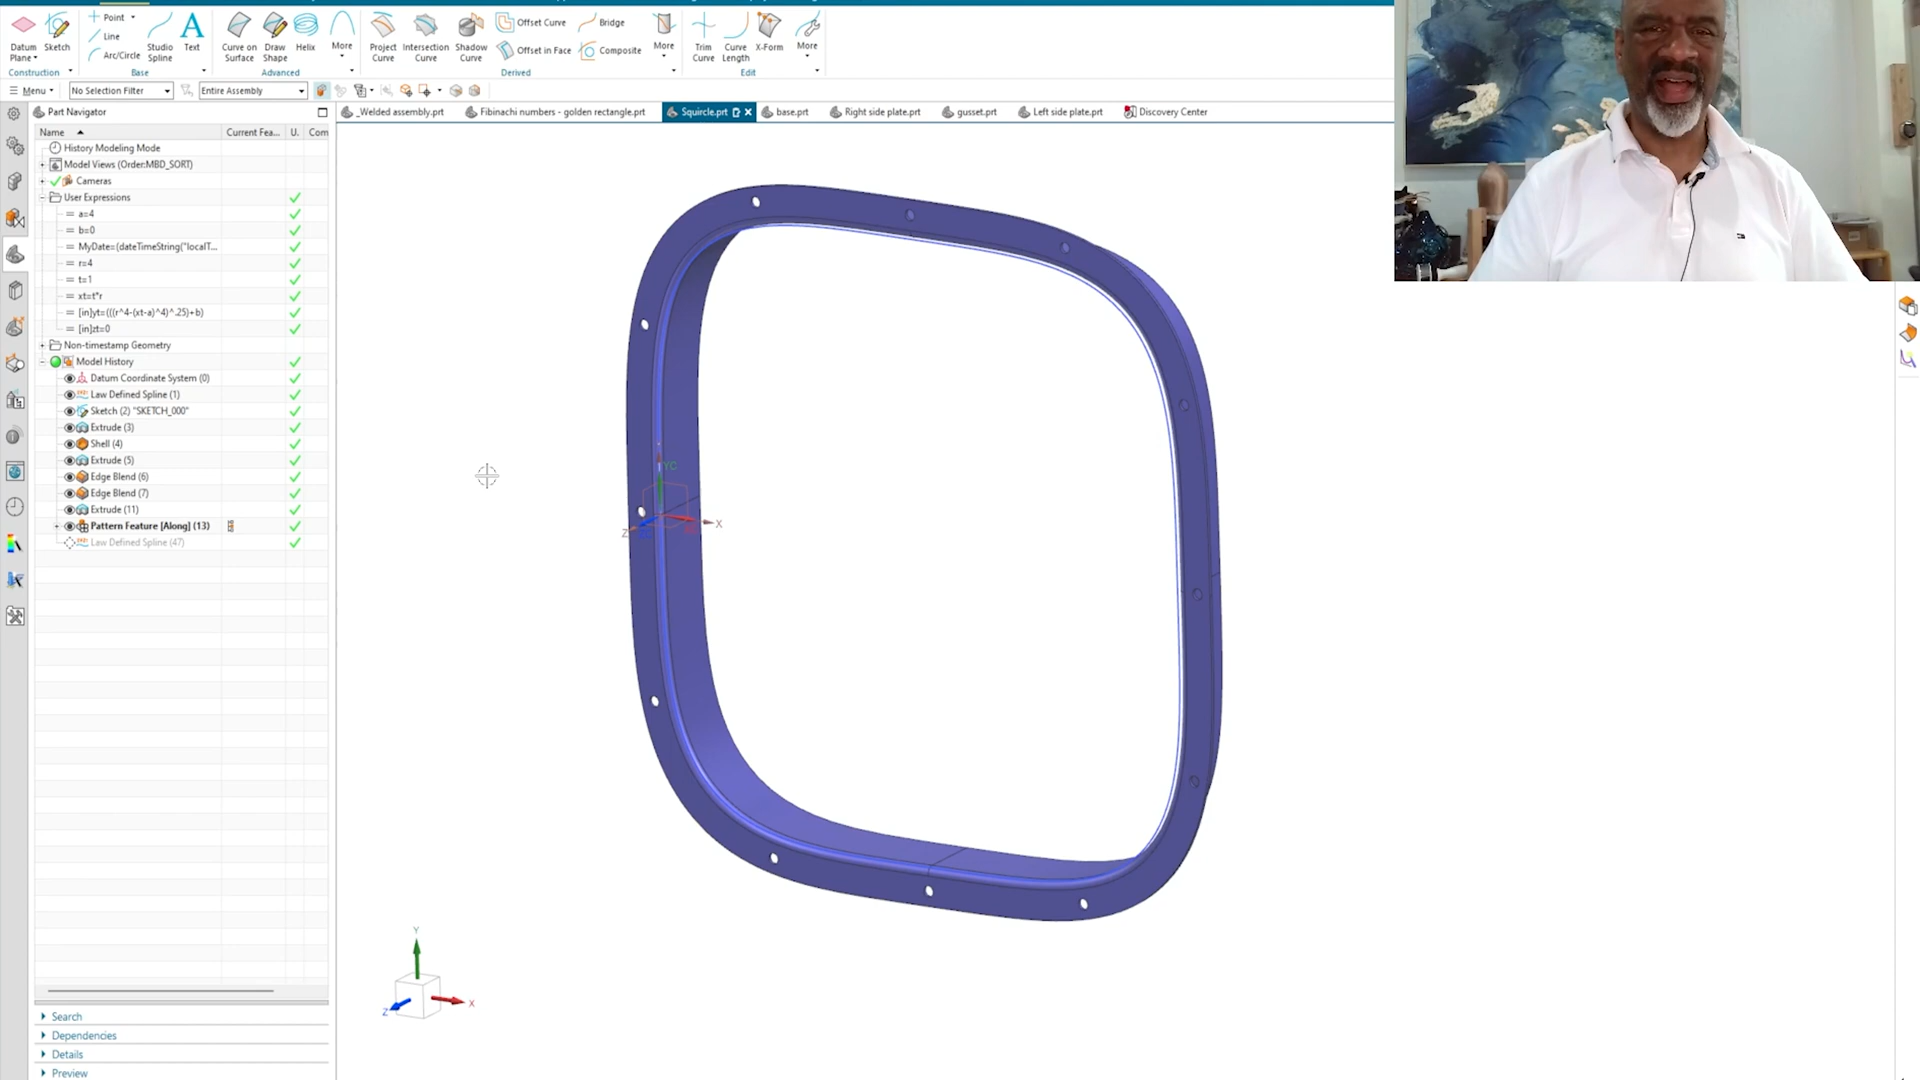 Datum Plane
Sketch
Point
Line
Arc/Circle
Studio Spline
Text
Curve on Surface
Draw Shape
Helix
More
Project Curve
Intersection Curve
Shadow Curve
Offset Curve
Offset in Face
Bridge
Composite
More
Trim Curve
Curve Length
X-Form
More
Construction
Base
Advanced
Derived
Edit
Menu
No Selection Filter
Entire Assembly
Part Navigator
_Welded assembly.prt
Fibinachi numbers - golden rectangle.prt
Squircle.prt
base.prt
Right side plate.prt
gusset.prt
Left side plate.prt
Discovery Center
Name
Current Fea...
U.
Com
History Modeling Mode
Model Views (Order:MBD_SORT)
Cameras
User Expressions
a=4
b=0
MyDate=(dateTimeString("localT...
r=4
t=1
xt=t*r
[in]yt=(((r^4-(xt-a)^4)^.25)+b)
[in]zt=0
Non-timestamp Geometry
Model History
Datum Coordinate System (0)
Law Defined Spline (1)
Sketch (2) "SKETCH_000"
Extrude (3)
Shell (4)
Extrude (5)
Edge Blend (6)
Edge Blend (7)
Extrude (11)
Pattern Feature [Along] (13)
Law Defined Spline (47)
Search
Dependencies
Details
Preview
YC
X
Z
Y
X
Z